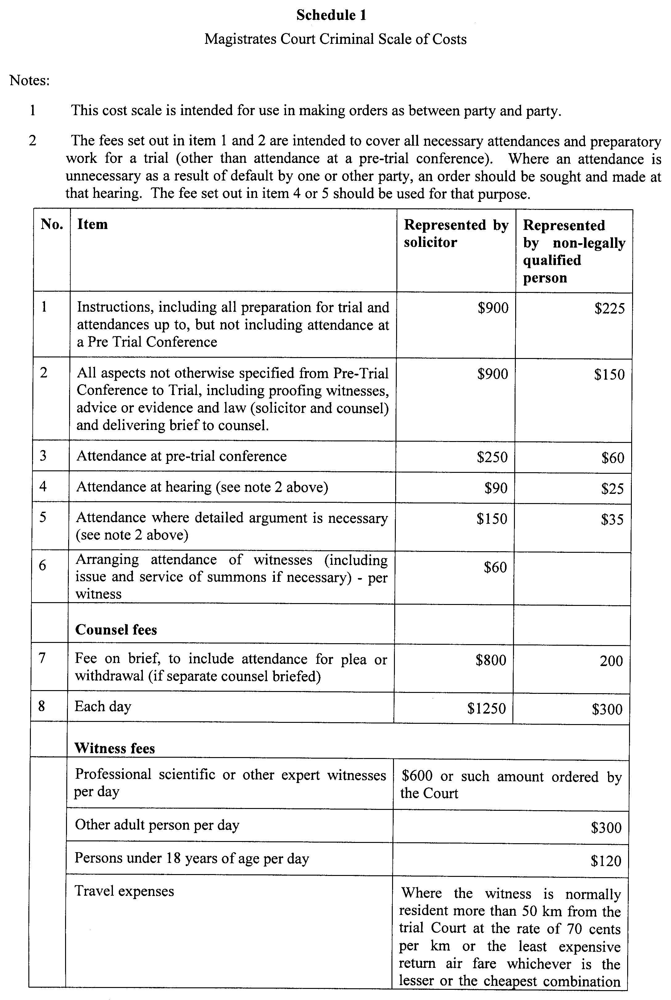 Schedule 1
Magistrates Court Criminal Scale of Costs
Notes:
1 This cost scale is intended for use in making orders as between party and party.
2 The fees set out in item 1 and 2 are intended to cover all necessary attendances and preparatory
work for a trial (other than attendance at a pre-trial conference). Where an attendance is
unnecessary as a result of default by one or other party, an order should be sought and made at
that hearing. The fee set out in item 4 or 5 should be used for that purpose.
No. Item Represented by Represented
solicitor by non-legally
qualified
person
1 Instructions, including all preparation for trial and $900 $225
attendances up to, but not including attendance at
a Pre Trial Conference
2 All aspects not otherwise specified from Pre-Trial $900 $150
Conference to Trial, including proofing witnesses,
advice or evidence and law (solicitor and counsel)
and delivering brief to counsel.
3 Attendance at pre-trial conference $250 $60
4 Attendance at hearing (see note 2 above) $90 $25
5 Attendance where detailed argument is necessary $150 $35
(see note 2 above)
6 Arranging attendance of witnesses (including $60
issue and service of summons if necessary) - per
witness
Counsel fees
7 Fee on brief, to include attendance for plea or $800 200
withdrawal (if separate counsel briefed)
8 Each day $1250 $300
Witness fees
Professional scientific or other expert witnesses $600 or such amount ordered by
per day the Court
Other adult person per day $300
Persons under 18 years of age per day $120
Travel expenses Where the witness is normally
resident more than 50 km from the
trial Court at the rate of 70 cents
per km or the least expensive
return air fare whichever is the
lesser or the cheapest combination